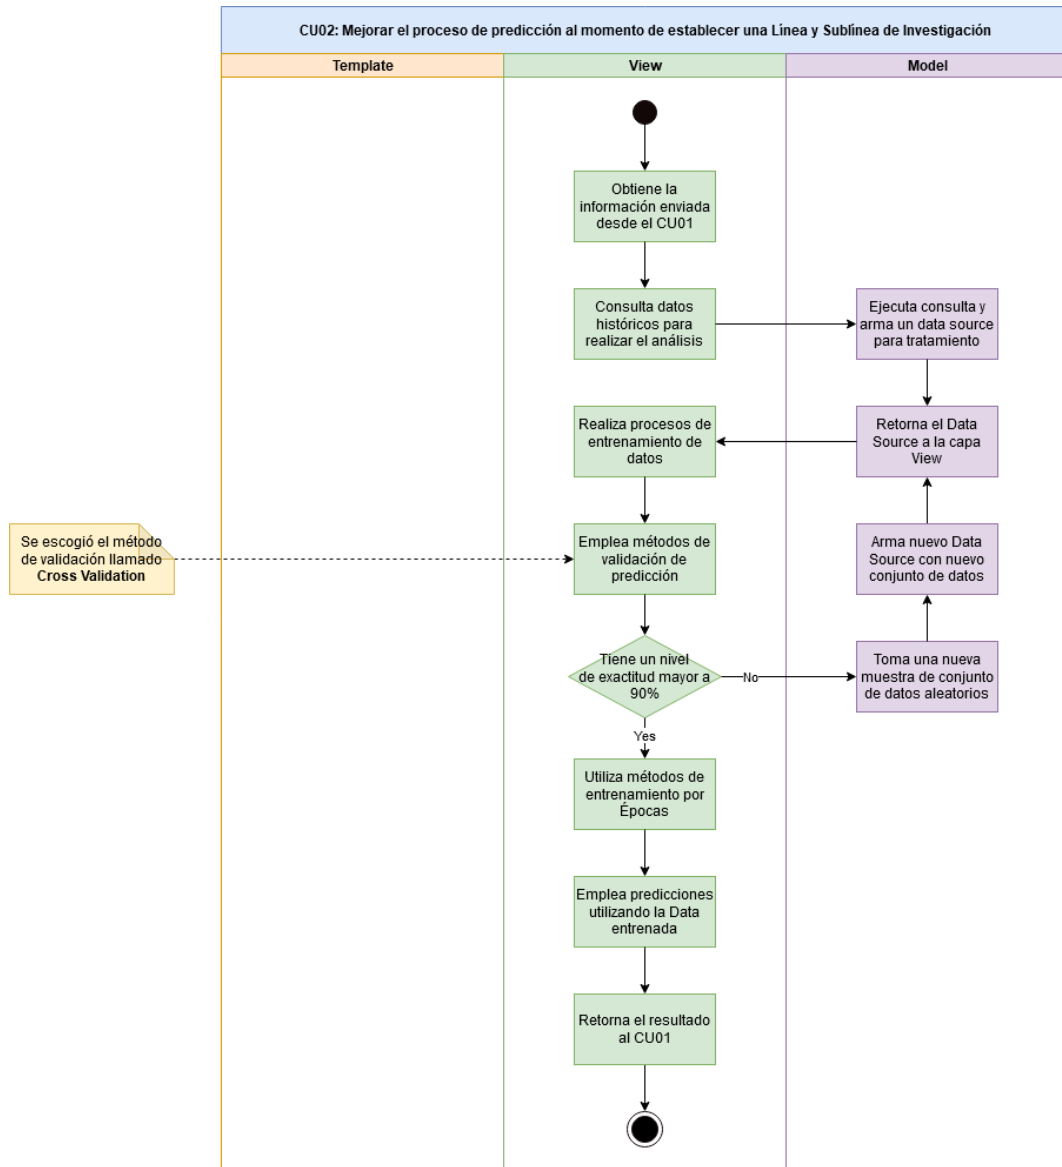 CU02: Mejorar el proceso de predicción al momento de establecer una Línea y Sublínea de Investigación
Template
View
Model
Obtiene la
información enviada
desde el CU01
Consulta datos
históricos para
realizar el análisis
Ejecuta consulta y
arma un data source
para tratamiento
Realiza procesos de
entrenamiento de
datos
Retorna el Data
Source a la capa
View
Se escogió el método
de validación llamado
Cross Validation
Emplea métodos de
validación de
predicción
Arma nuevo Data
Source con nuevo
conjunto de datos
Tiene un nivel
de exactitud mayor a
90%
No
Toma una nueva
muestra de conjunto
de datos aleatorios
Yes
Utiliza métodos de
entrenamiento por
Épocas
Emplea predicciones
utilizando la Data
entrenada
Retorna el resultado
al CU01